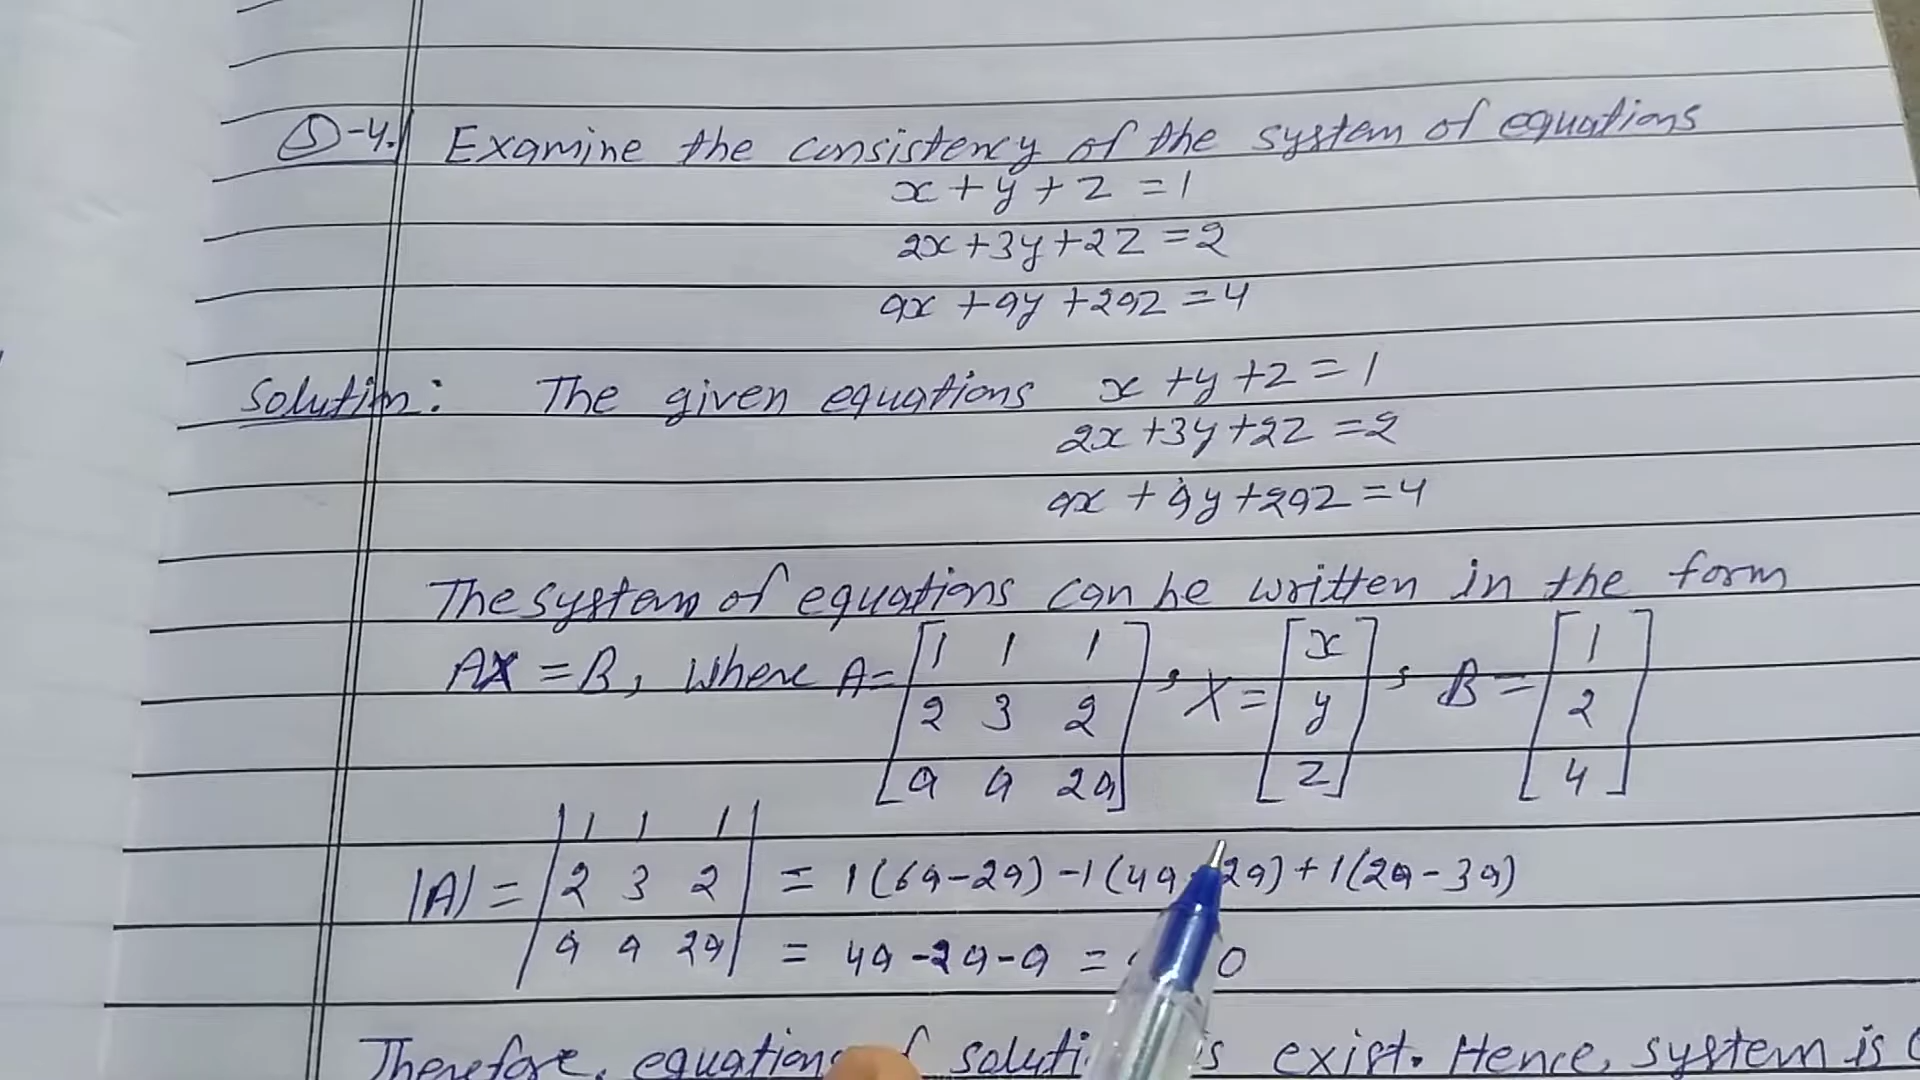 Q-4. Examine the consistency of the system of equations
x + y + z = 1
2x + 3y + 2z = 2
ax + ay + 2az = 4
Solution: The given equations x + y + z = 1
2x + 3y + 2z = 2
ax + ay + 2az = 4
The system of equations can be written in the form
AX = B, where A = [1 1 1], X = [x], B = [1]
2 3 2 y 2
a a 2a z 4
1 1 1
|A| = |2 3 2| = 1(6a - 2a) - 1(4a - 2a) + 1(2a - 3a)
a a 2a = 4a - 2a - a = 0
Therefore, equations solution is exist. Hence, system is